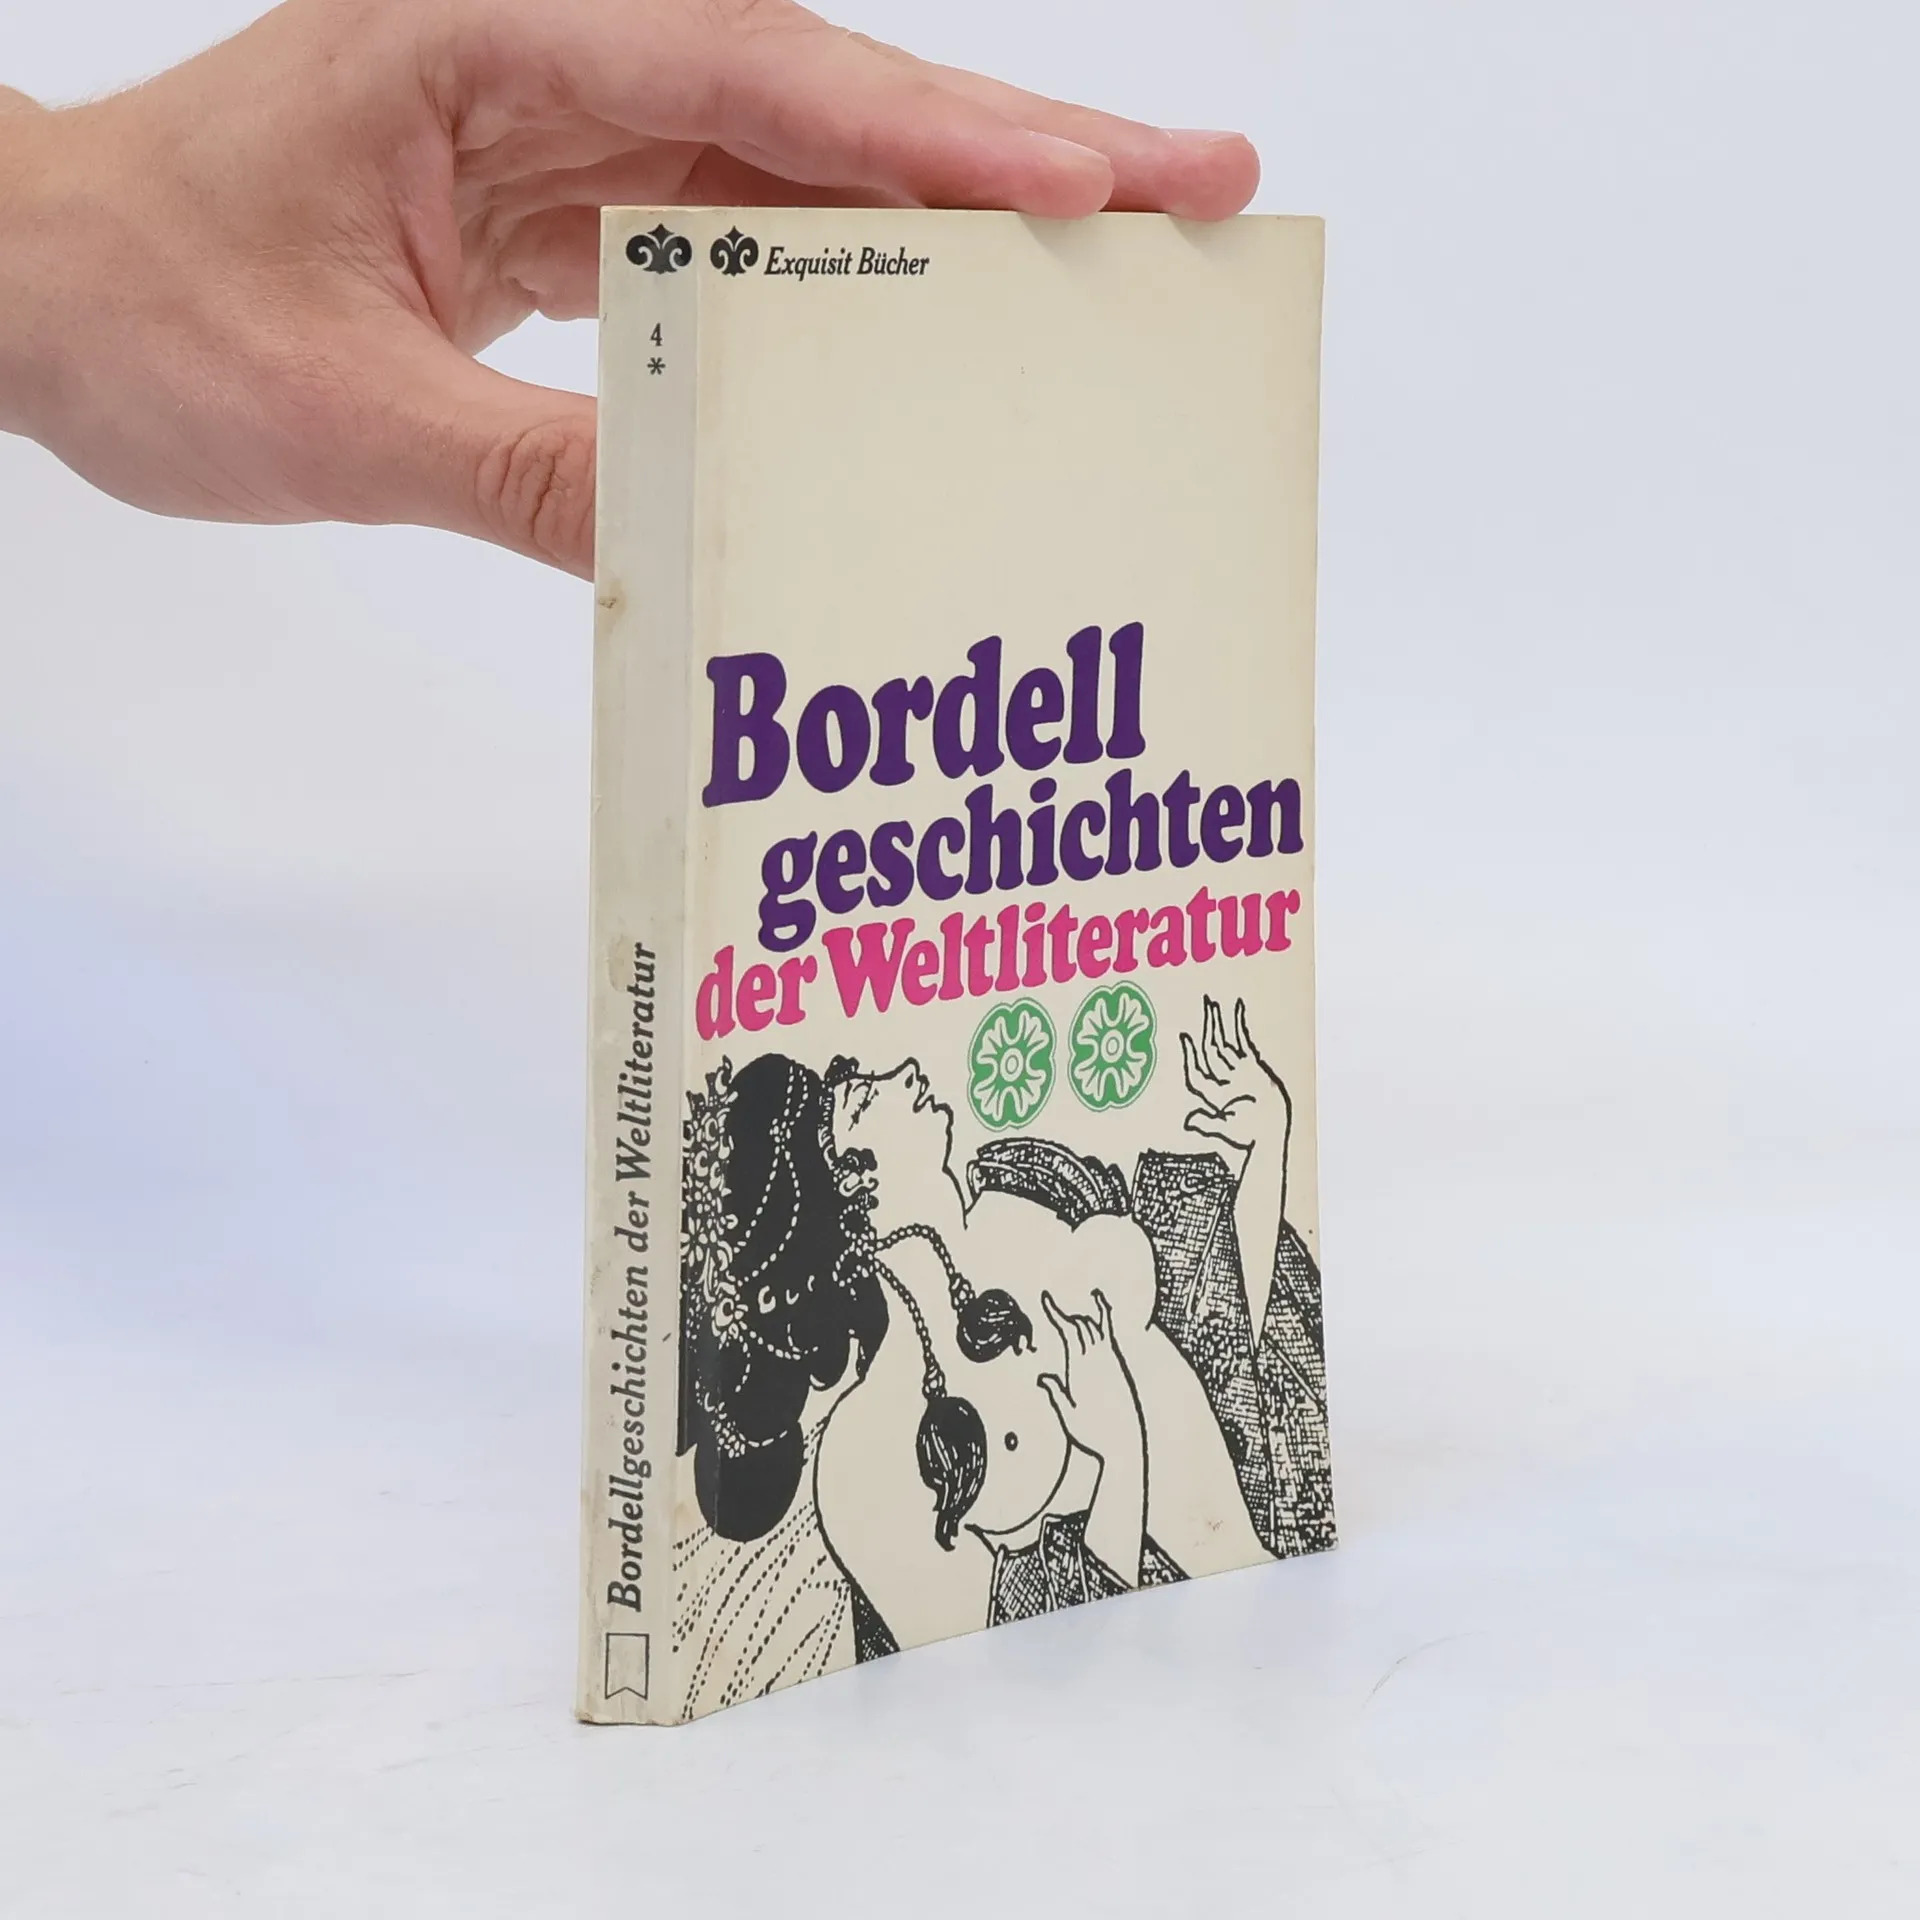 Exquisit Bücher
4
*
Bordell
geschichten
der Weltliteratur
Bordellgeschichten der Weltliteratur